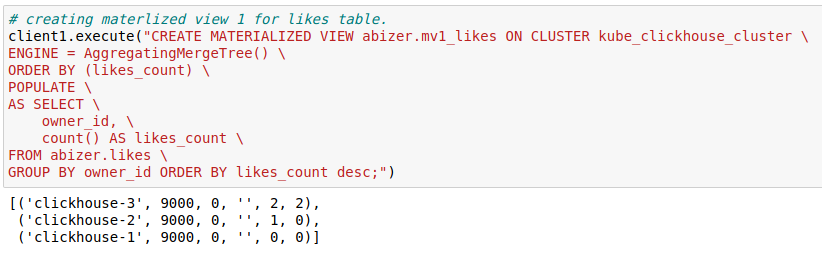 # creating materlized view 1 for likes table.
client1.execute("CREATE MATERIALIZED VIEW abizer.mv1_likes ON CLUSTER kube_clickhouse_cluster \
ENGINE = AggregatingMergeTree() \
ORDER BY (likes_count) \
POPULATE \
AS SELECT \
    owner_id, \
    count() AS likes_count \
FROM abizer.likes \
GROUP BY owner_id ORDER BY likes_count desc;")
[('clickhouse-3', 9000, 0, '', 2, 2),
 ('clickhouse-2', 9000, 0, '', 1, 0),
 ('clickhouse-1', 9000, 0, '', 0, 0)]